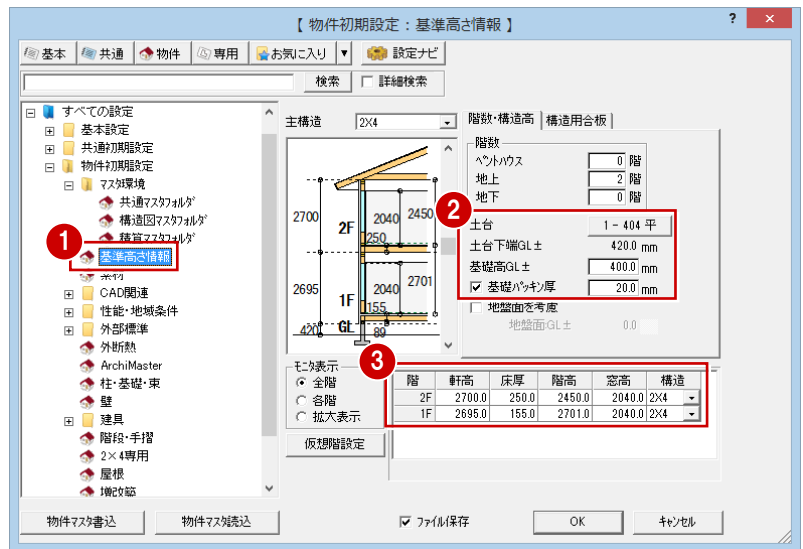 【 物件初期設定：基準高さ情報 】
? ×
基本 共通 物件 専用 お気に入り ▼ 設定ナビ
検索 詳細検索
すべての設定
基本設定
共通初期設定
物件初期設定
マスタ環境
共通マスタフォルダ
構造図マスタフォルダ
積算マスタフォルダ
1
基準高さ情報
素材
CAD関連
性能・地域条件
外部標準
外断熱
ArchiMaster
柱・基礎・束
壁
建具
階段・手摺
2×4専用
屋根
増改築
主構造 2X4
2700 2F 2040 2450
250
2695 1F 2040 2701
155
420 GL 89
階数・構造高 構造用合板
階数
ペントハウス 0 階
地上 2 階
地下 0 階
2
土台 1 - 404 平
土台下端GL± 420.0 mm
基礎高GL± 400.0 mm
基礎パッキン厚 20.0 mm
地盤面を考慮
地盤面:GL± 0.0
モニタ表示
全階
各階
拡大表示
仮想階設定
3
階 軒高 床厚 階高 窓高 構造
2F 2700.0 250.0 2450.0 2040.0 2X4
1F 2695.0 155.0 2701.0 2040.0 2X4
物件マスタ書込 物件マスタ読込 ファイル保存 OK キャンセル